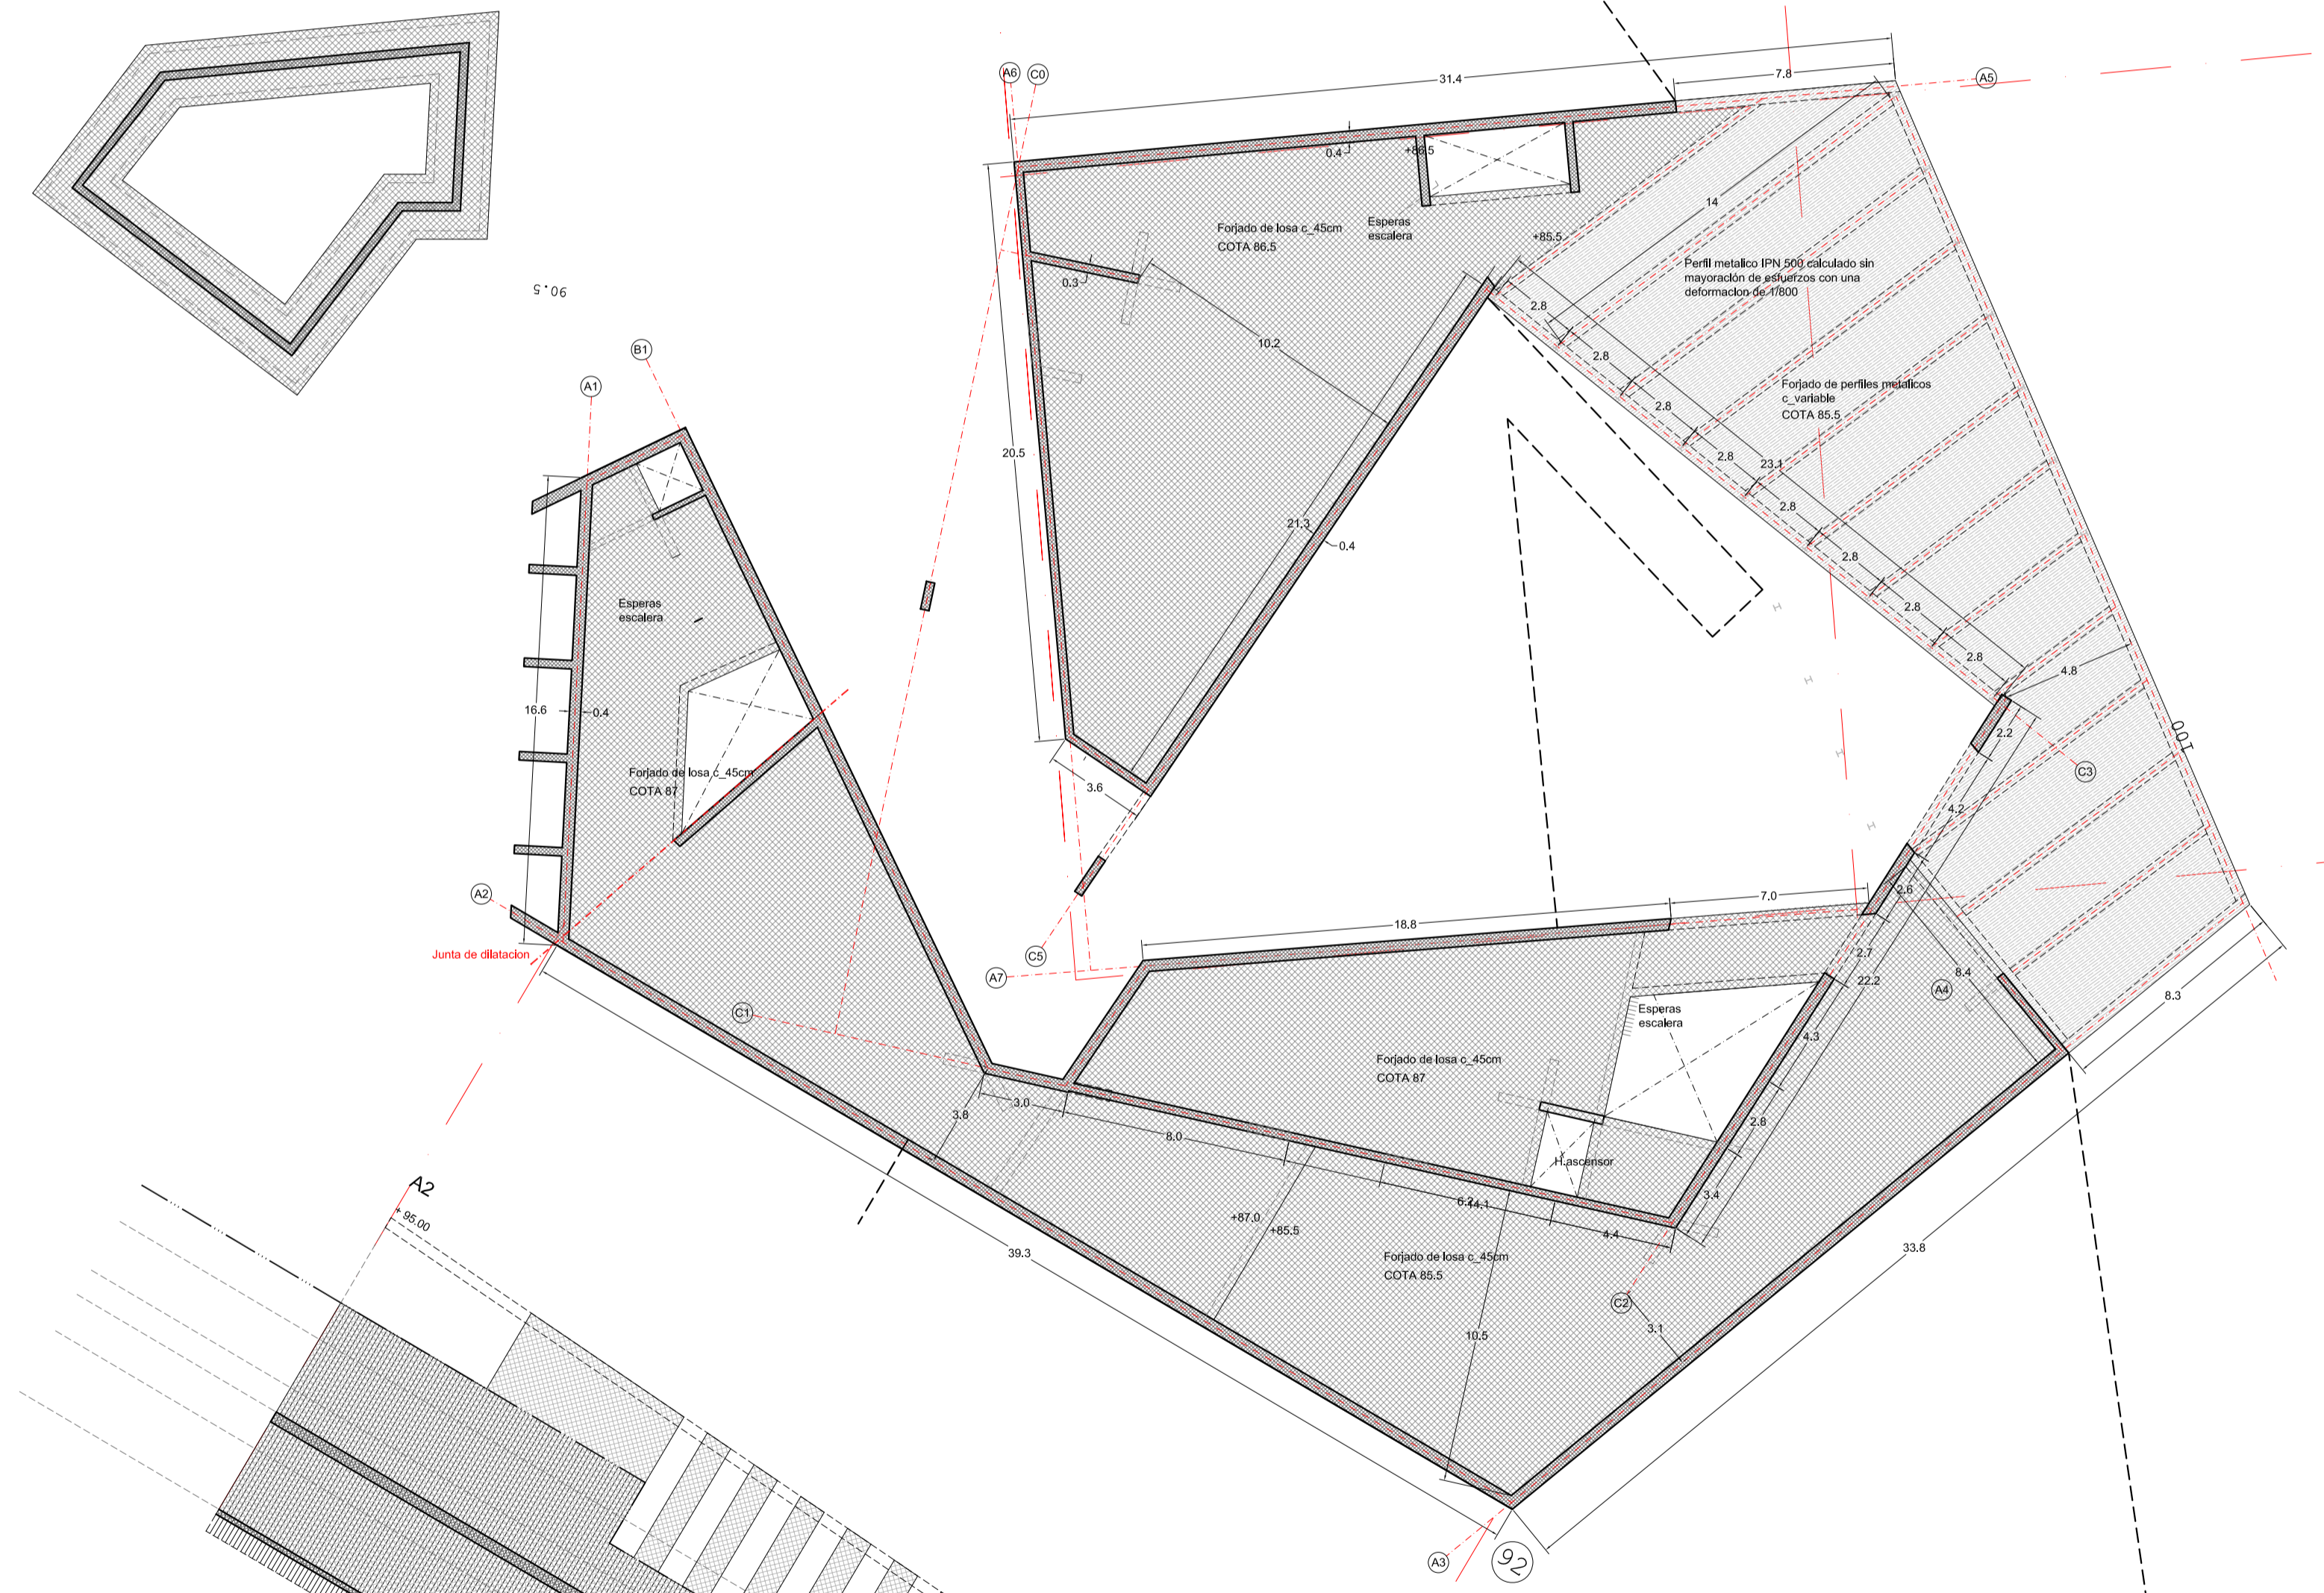 A6
C0
31.4
7.8
A5
0.4
+86.5
14
Forjado de losa c_45cm
COTA 86.5
Esperas
escalera
+85.5
Perfil metalico IPN 500 calculado sin
mayoración de esfuerzos con una
deformacion de 1/800
0.3
90.5
2.8
10.2
B1
2.8
A1
Forjado de perfiles metalicos
c_variable
COTA 85.5
2.8
20.5
2.8
23.1
2.8
21.3
0.4
2.8
Esperas
escalera
2.8
2.8
4.8
16.6
0.4
2.2
100
Forjado de losa c_45cm
COTA 87
C3
3.6
4.2
A2
2.6
7.0
18.8
Junta de dilatacion
C5
A7
2.7
22.2
8.4
A4
8.3
C1
Esperas
escalera
4.3
Forjado de losa c_45cm
COTA 87
3.8
3.0
8.0
2.8
H.ascensor
A2
+ 95.00
3.4
6.2
14.1
+87.0
+85.5
4.4
39.3
Forjado de losa c_45cm
COTA 85.5
33.8
C2
3.1
10.5
A3
92